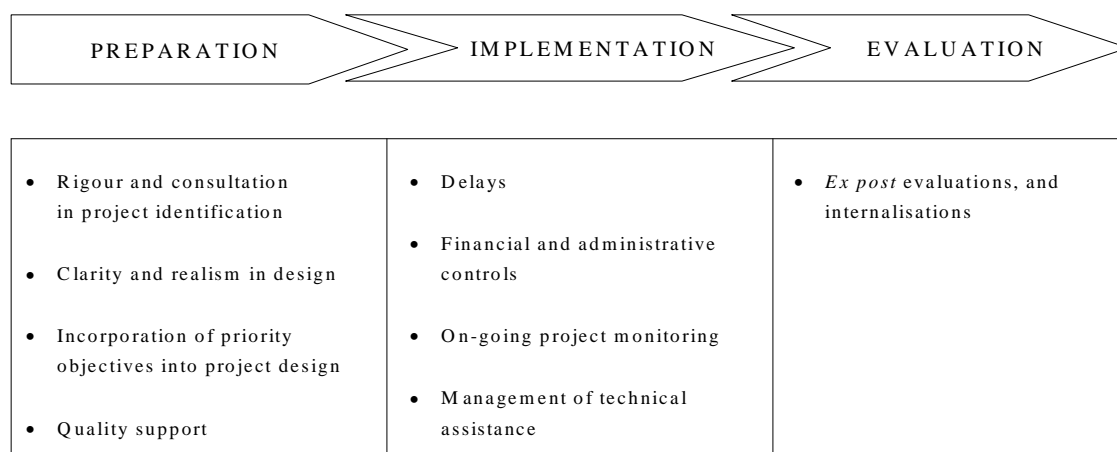 PREPARATION
IMPLEMENTATION
EVALUATION
• Rigour and consultation
in project identification
• Clarity and realism in design
• Incorporation of priority
objectives into project design
• Quality support
• Delays
• Financial and administrative
controls
• On-going project monitoring
• Management of technical
assistance
• Ex post evaluations, and
internalisations